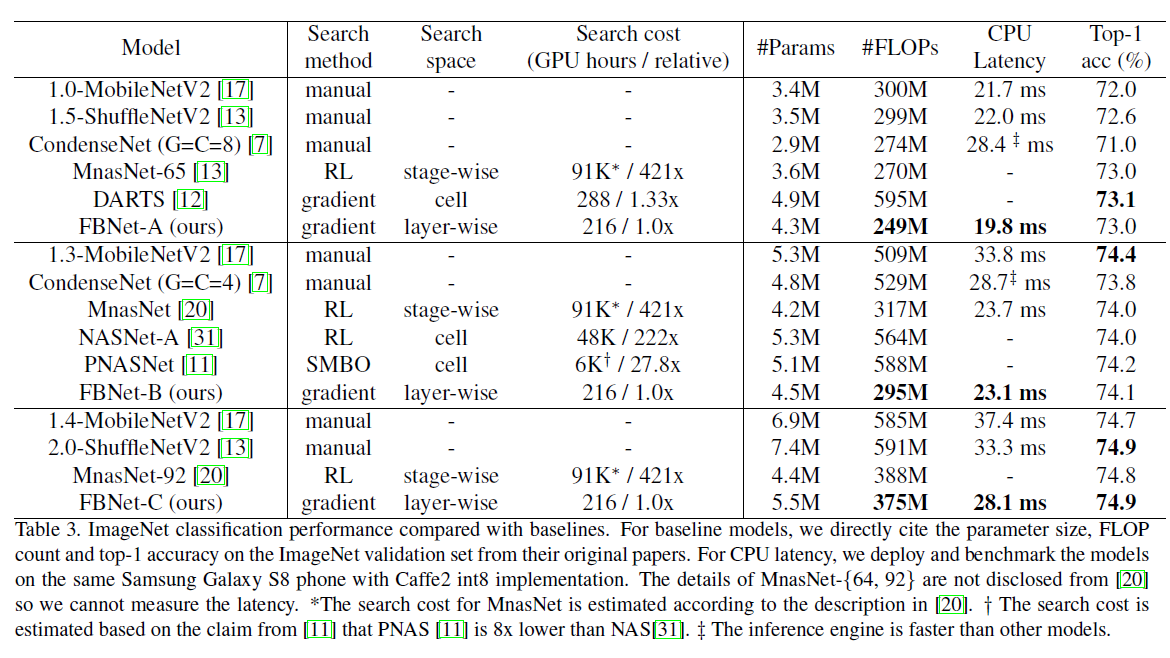 Model Search method Search space Search cost (GPU hours / relative) #Params #FLOPs CPU Latency Top-1 acc (%)
1.0-MobileNetV2 [17] manual - - 3.4M 300M 21.7 ms 72.0
1.5-ShuffleNetV2 [13] manual - - 3.5M 299M 22.0 ms 72.6
CondenseNet (G=C=8) [7] manual - - 2.9M 274M 28.4 ‡ ms 71.0
MnasNet-65 [13] RL stage-wise 91K* / 421x 3.6M 270M - 73.0
DARTS [12] gradient cell 288 / 1.33x 4.9M 595M - 73.1
FBNet-A (ours) gradient layer-wise 216 / 1.0x 4.3M 249M 19.8 ms 73.0
1.3-MobileNetV2 [17] manual - - 5.3M 509M 33.8 ms 74.4
CondenseNet (G=C=4) [7] manual - - 4.8M 529M 28.7‡ ms 73.8
MnasNet [20] RL stage-wise 91K* / 421x 4.2M 317M 23.7 ms 74.0
NASNet-A [31] RL cell 48K / 222x 5.3M 564M - 74.0
PNASNet [11] SMBO cell 6K† / 27.8x 5.1M 588M - 74.2
FBNet-B (ours) gradient layer-wise 216 / 1.0x 4.5M 295M 23.1 ms 74.1
1.4-MobileNetV2 [17] manual - - 6.9M 585M 37.4 ms 74.7
2.0-ShuffleNetV2 [13] manual - - 7.4M 591M 33.3 ms 74.9
MnasNet-92 [20] RL stage-wise 91K* / 421x 4.4M 388M - 74.8
FBNet-C (ours) gradient layer-wise 216 / 1.0x 5.5M 375M 28.1 ms 74.9
Table 3. ImageNet classification performance compared with baselines. For baseline models, we directly cite the parameter size, FLOP
count and top-1 accuracy on the ImageNet validation set from their original papers. For CPU latency, we deploy and benchmark the models
on the same Samsung Galaxy S8 phone with Caffe2 int8 implementation. The details of MnasNet-{64, 92} are not disclosed from [20]
so we cannot measure the latency. *The search cost for MnasNet is estimated according to the description in [20]. † The search cost is
estimated based on the claim from [11] that PNAS [11] is 8x lower than NAS[31]. ‡ The inference engine is faster than other models.